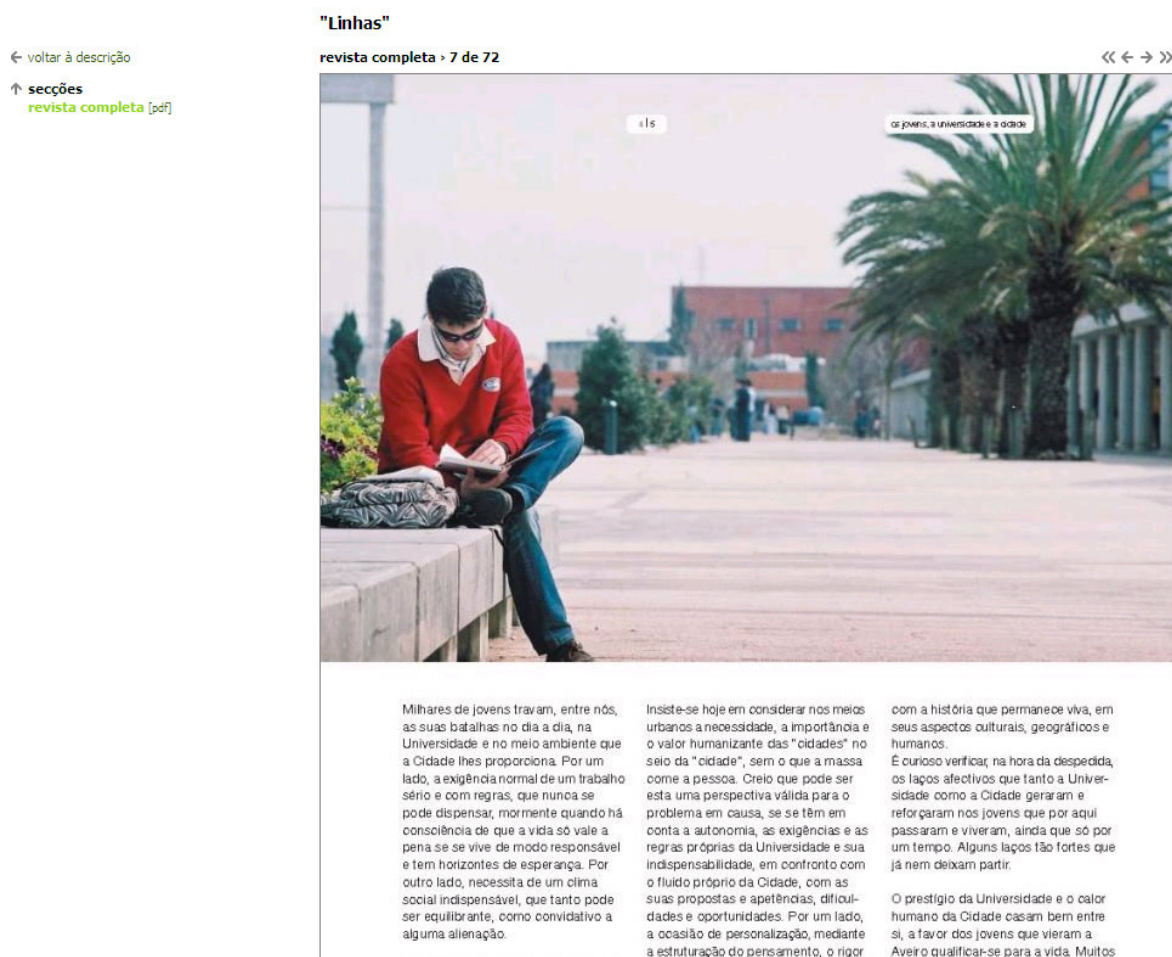 "Linhas"
← voltar à descrição
revista completa › 7 de 72
↑ secções
revista completa [pdf]
4|5
os jovens, a universidade e a cidade
Milhares de jovens travam, entre nós,
as suas batalhas no dia a dia, na
Universidade e no meio ambiente que
a Cidade lhes proporciona. Por um
lado, a exigência normal de um trabalho
sério e com regras, que nunca se
pode dispensar, mormente quando há
consciência de que a vida só vale a
pena se se vive de modo responsável
e tem horizontes de esperança. Por
outro lado, necessita de um clima
social indispensável, que tanto pode
ser equilibrante, como convidativo a
alguma alienação.
Insiste-se hoje em considerar nos meios
urbanos a necessidade, a importância e
o valor humanizante das "cidades" no
seio da "cidade", sem o que a massa
come a pessoa. Creio que pode ser
esta uma perspectiva válida para o
problema em causa, se se têm em
conta a autonomia, as exigências e as
regras próprias da Universidade e sua
indispensabilidade, em confronto com
o fluido próprio da Cidade, com as
suas propostas e apetências, dificul-
dades e oportunidades. Por um lado,
a ocasião de personalização, mediante
a estruturação do pensamento, o rigor
com a história que permanece viva, em
seus aspectos culturais, geográficos e
humanos.
É curioso verificar, na hora da despedida,
os laços afectivos que tanto a Univer-
sidade como a Cidade geraram e
reforçaram nos jovens que por aqui
passaram e viveram, ainda que só por
um tempo. Alguns laços tão fortes que
já nem deixam partir.
O prestígio da Universidade e o calor
humano da Cidade casam bem entre
si, a favor dos jovens que vieram a
Aveiro qualificar-se para a vida. Muitos